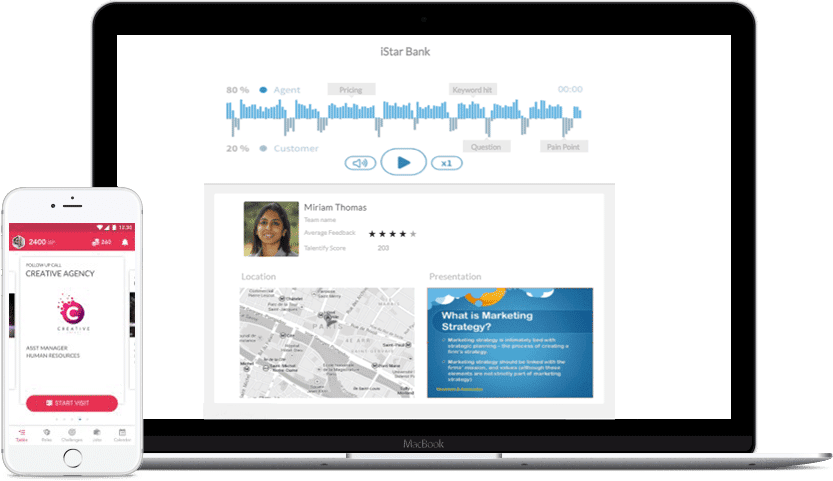 iStar Bank
80 % Agent Pricing Keyword hit 00:00
20 % Customer Question Pain Point
x1
Miriam Thomas
Team name
Average Feedback
Talentify Score 203
Location Presentation
What is Marketing
Strategy?
Marketing strategy is intimately tied with
strategic planning – the process of creating a
firm's strategy.
Marketing strategy should be linked with the
firms' mission, and values (although these
elements are not strictly part of marketing
strategy)
MacBook
12:30
2400 XP 260
FOLLOW UP CALL
CREATIVE AGENCY
CREATIVE
ASST MANAGER
HUMAN RESOURCES
START VISIT
Tasks Roles Challenges Jobs Calendar